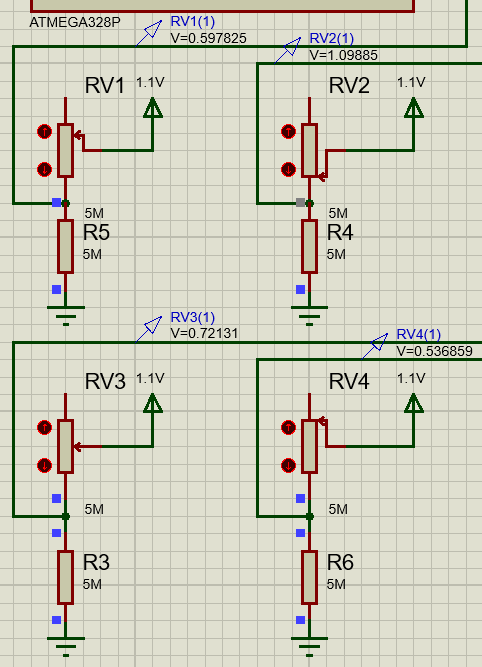 ATMEGA328P
RV1(1)
V=0.597825
RV2(1)
V=1.09885
RV1
1.1V
RV2
1.1V
5M
R5
5M
5M
R4
5M
RV3(1)
V=0.72131
RV4(1)
V=0.536859
RV3
1.1V
RV4
1.1V
5M
R3
5M
5M
R6
5M